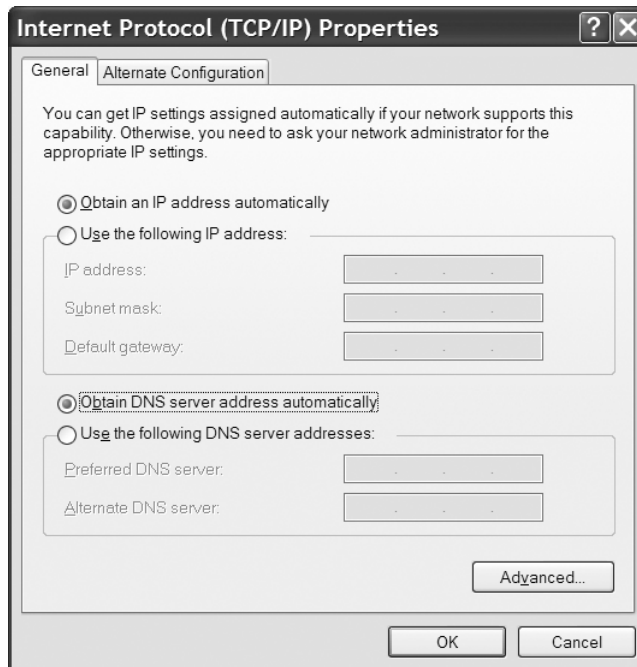 Internet Protocol (TCP/IP) Properties ? X
General Alternate Configuration
You can get IP settings assigned automatically if your network supports this
capability. Otherwise, you need to ask your network administrator for the
appropriate IP settings.
Obtain an IP address automatically
Use the following IP address:
IP address:
Subnet mask:
Default gateway:
Obtain DNS server address automatically
Use the following DNS server addresses:
Preferred DNS server:
Alternate DNS server:
Advanced...
OK Cancel